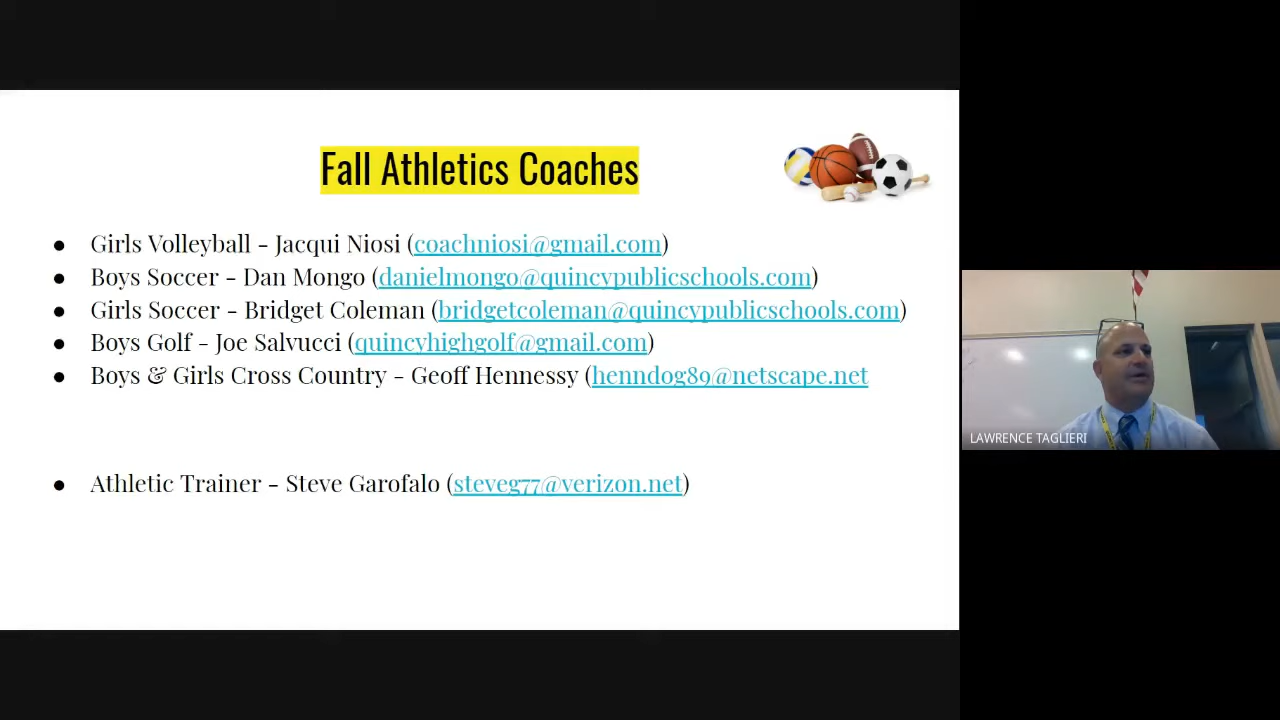 Fall Athletics Coaches
● Girls Volleyball - Jacqui Niosi (coachniosi@gmail.com)
● Boys Soccer - Dan Mongo (danielmongo@quincypublicschools.com)
● Girls Soccer - Bridget Coleman (bridgetcoleman@quincypublicschools.com)
● Boys Golf - Joe Salvucci (quincyhighgolf@gmail.com)
● Boys & Girls Cross Country - Geoff Hennessy (henndog89@netscape.net
● Athletic Trainer - Steve Garofalo (steveg77@verizon.net)
LAWRENCE TAGLIERI